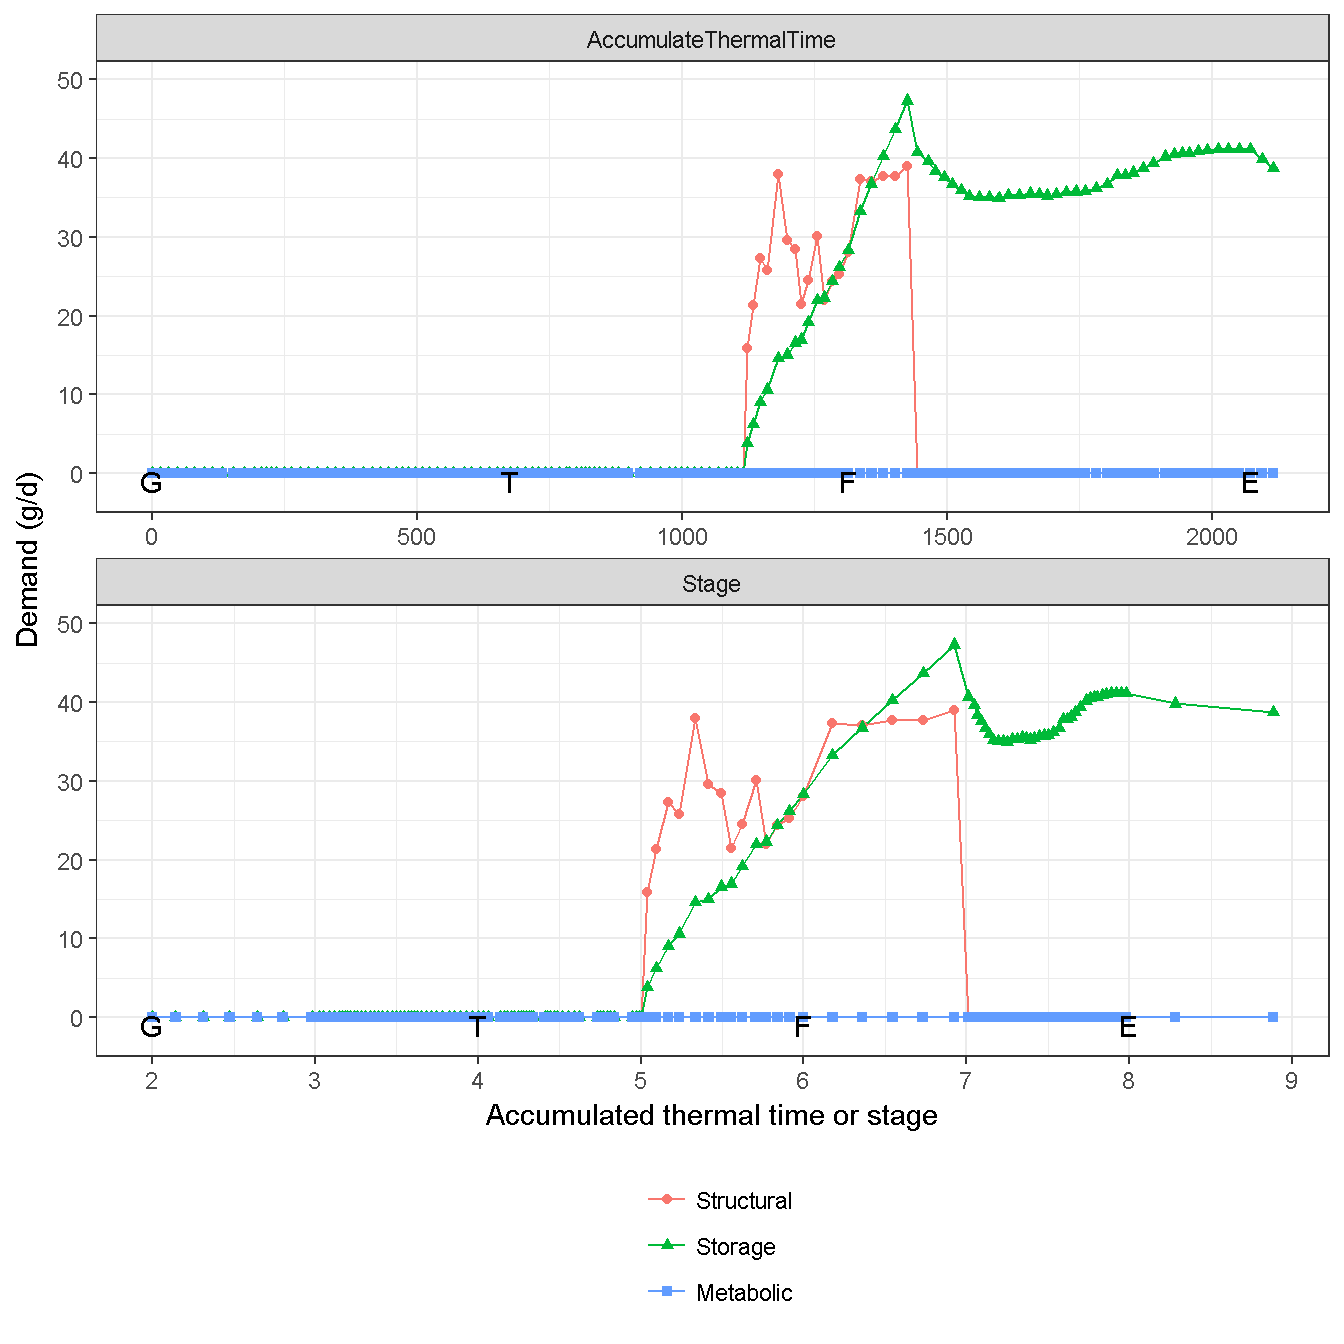 AccumulateThermalTime
50
40
30
20
10
0
G T F E
0 500 1000 1500 2000
Demand (g/d)
Stage
50
40
30
20
10
0
G T F E
2 3 4 5 6 7 8 9
Accumulated thermal time or stage
Structural
Storage
Metabolic